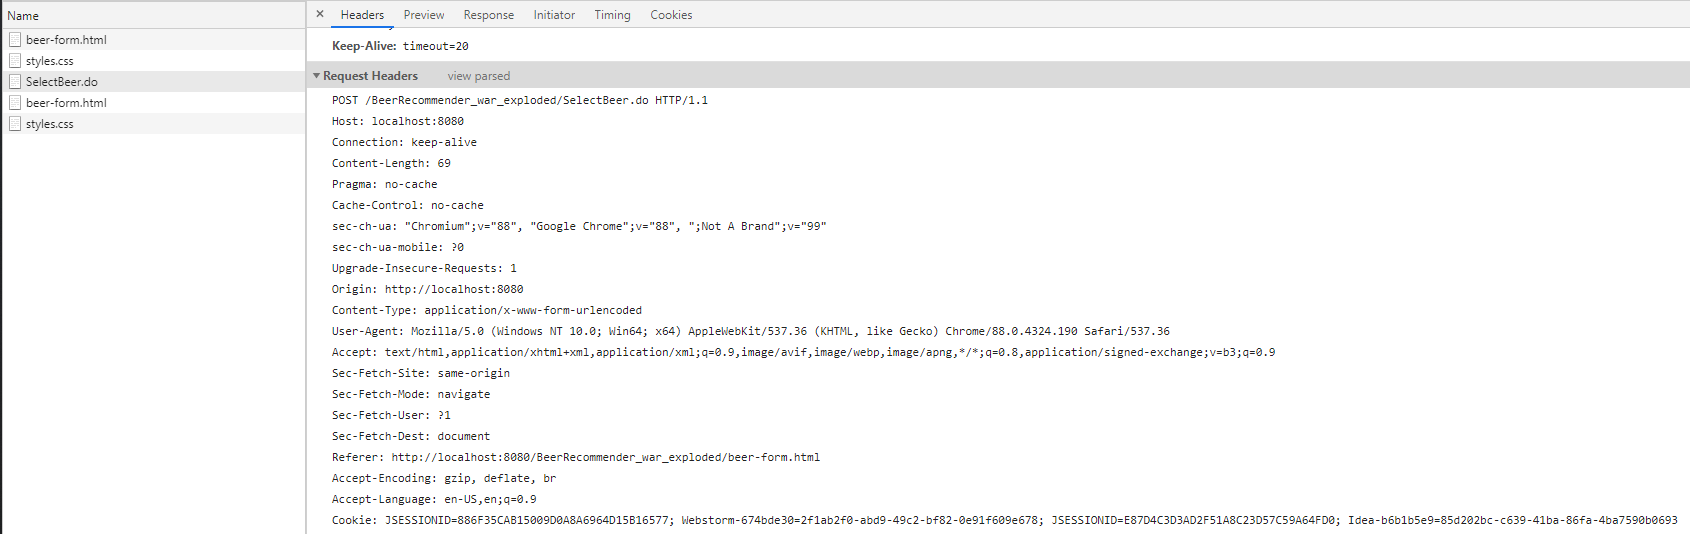 Name
beer-form.html
styles.css
SelectBeer.do
beer-form.html
styles.css
× Headers Preview Response Initiator Timing Cookies
Keep-Alive: timeout=20
Request Headers view parsed
POST /BeerRecommender_war_exploded/SelectBeer.do HTTP/1.1
Host: localhost:8080
Connection: keep-alive
Content-Length: 69
Pragma: no-cache
Cache-Control: no-cache
sec-ch-ua: "Chromium";v="88", "Google Chrome";v="88", ";Not A Brand";v="99"
sec-ch-ua-mobile: ?0
Upgrade-Insecure-Requests: 1
Origin: http://localhost:8080
Content-Type: application/x-www-form-urlencoded
User-Agent: Mozilla/5.0 (Windows NT 10.0; Win64; x64) AppleWebKit/537.36 (KHTML, like Gecko) Chrome/88.0.4324.190 Safari/537.36
Accept: text/html,application/xhtml+xml,application/xml;q=0.9,image/avif,image/webp,image/apng,*/*;q=0.8,application/signed-exchange;v=b3;q=0.9
Sec-Fetch-Site: same-origin
Sec-Fetch-Mode: navigate
Sec-Fetch-User: ?1
Sec-Fetch-Dest: document
Referer: http://localhost:8080/BeerRecommender_war_exploded/beer-form.html
Accept-Encoding: gzip, deflate, br
Accept-Language: en-US,en;q=0.9
Cookie: JSESSIONID=886F35CAB15009D0A8A6964D15B16577; Webstorm-674bde30=2f1ab2f0-abd9-49c2-bf82-0e91f609e678; JSESSIONID=E87D4C3D3AD2F51A8C23D57C59A64FD0; Idea-b6b1b5e9=85d202bc-c639-41ba-86fa-4ba7590b0693